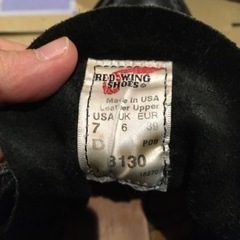 RED WING
SHOES
Made in USA
Leather Upper
USA UK EUR
7 6 39
D
8130